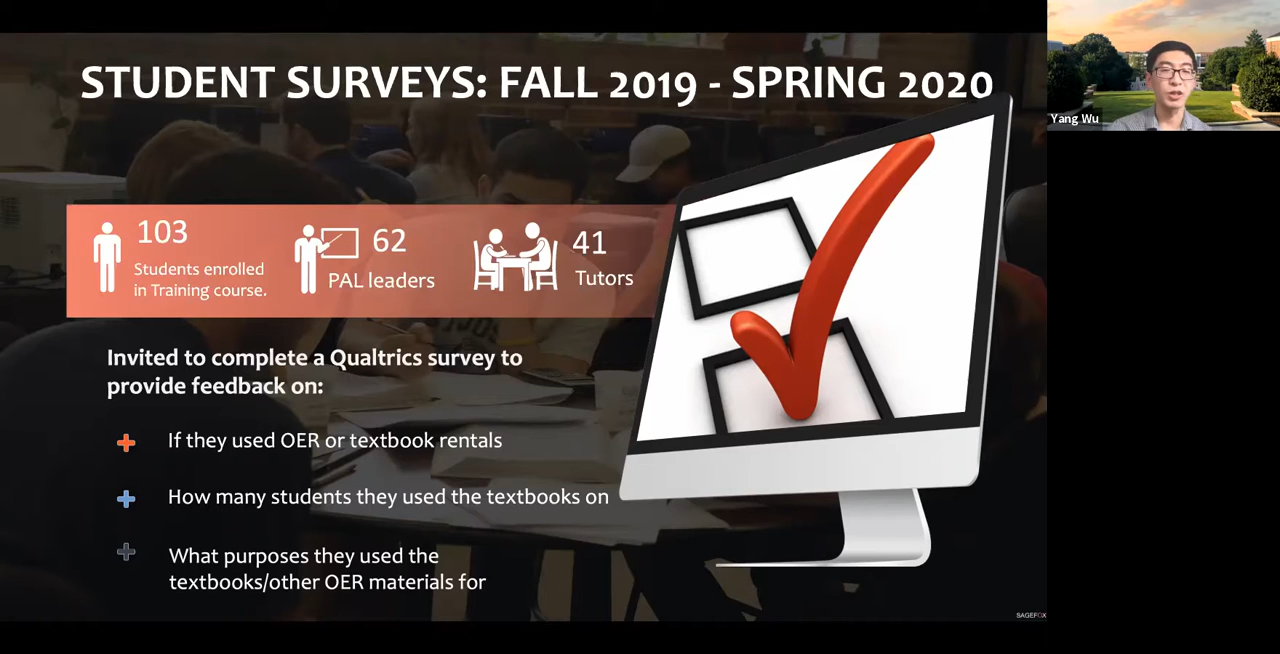 STUDENT SURVEYS: FALL 2019 - SPRING 2020
Yang Wu
103
Students enrolled
in Training course.
62
PAL leaders
41
Tutors
Invited to complete a Qualtrics survey to
provide feedback on:
If they used OER or textbook rentals
How many students they used the textbooks on
What purposes they used the
textbooks/other OER materials for
SAGEFOX